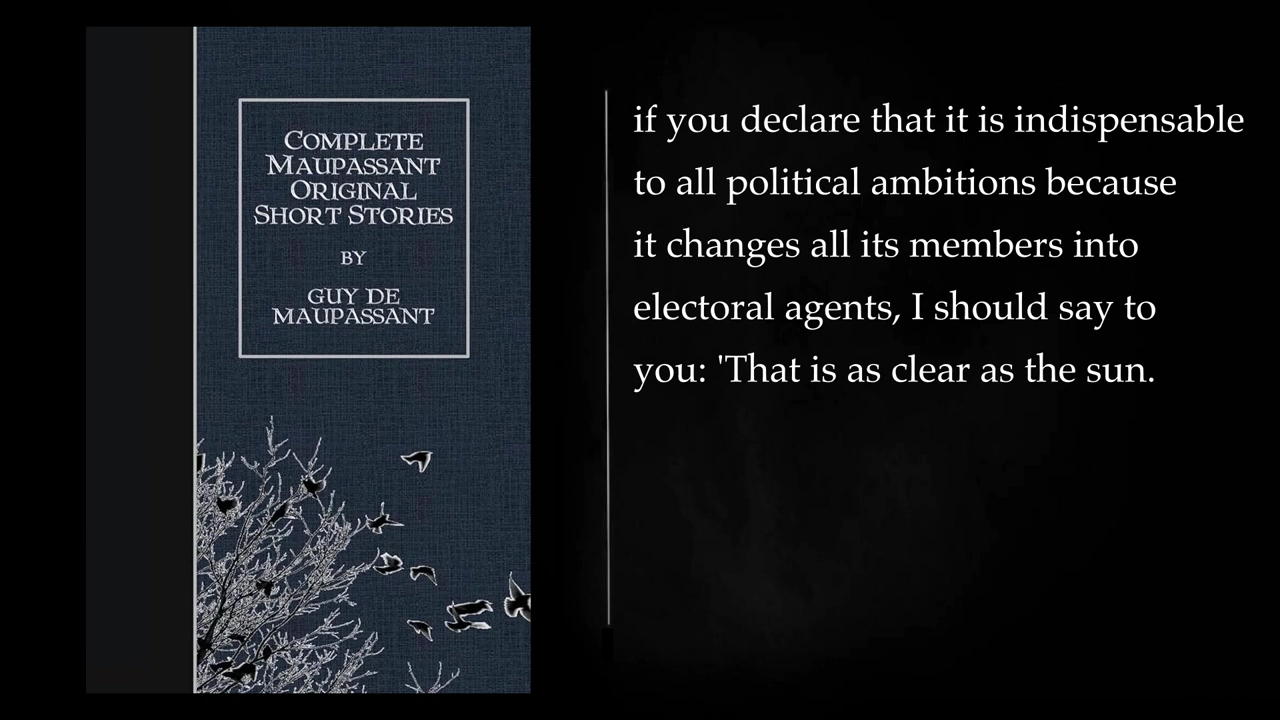 COMPLETE
MAUPASSANT
ORIGINAL
SHORT STORIES
BY
GUY DE
MAUPASSANT
if you declare that it is indispensable
to all political ambitions because
it changes all its members into
electoral agents, I should say to
you: 'That is as clear as the sun.